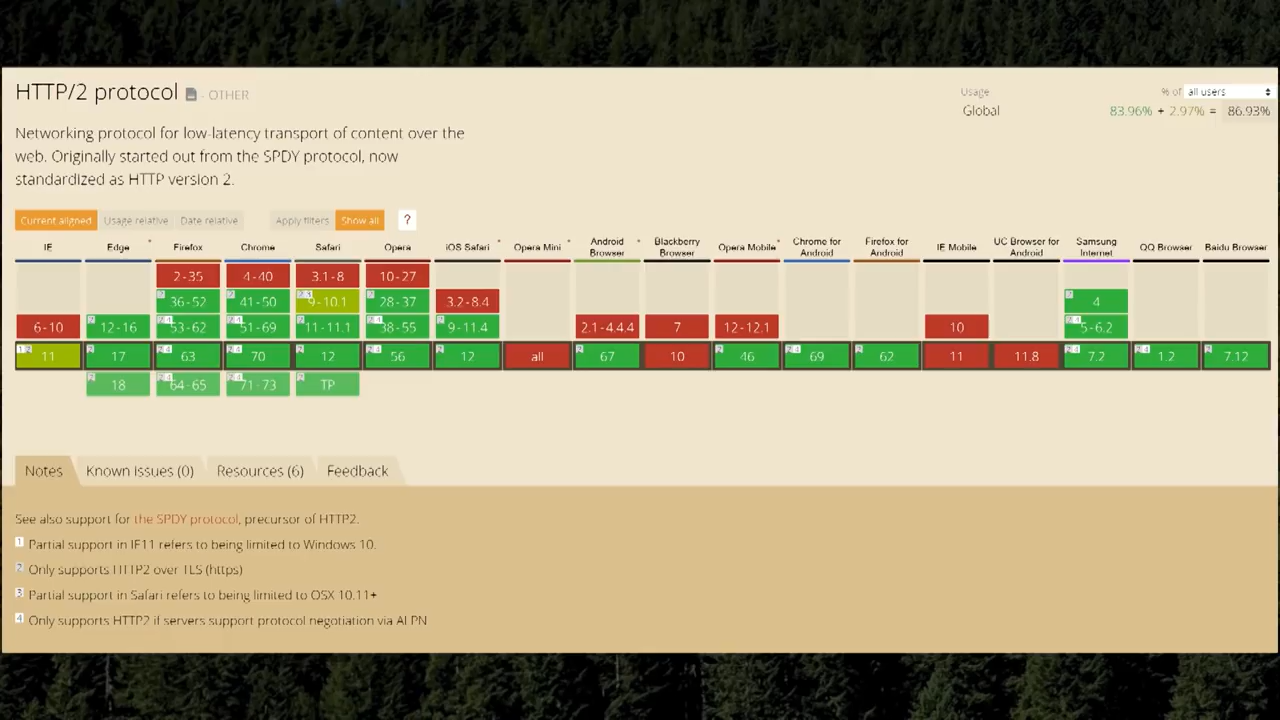 HTTP/2 protocol - OTHER
Usage % of all users
Global 83.96% + 2.97% = 86.93%
Networking protocol for low-latency transport of content over the
web. Originally started out from the SPDY protocol, now
standardized as HTTP version 2.
Current aligned Usage relative Date relative Apply filters Show all ?
IE Edge * Firefox Chrome Safari Opera iOS Safari * Opera Mini * Android Browser * Blackberry Browser Opera Mobile * Chrome for Android Firefox for Android IE Mobile UC Browser for Android Samsung Internet QQ Browser Baidu Browser
2-35 4-40 3.1-8 10-27
36-52 41-50 9-10.1 28-37 3.2-8.4 4
6-10 12-16 53-62 51-69 11-11.1 38-55 9-11.4 2.1-4.4.4 7 12-12.1 10 5-6.2
11 17 63 70 12 56 12 all 67 10 46 69 62 11 11.8 7.2 1.2 7.12
18 64-65 71-73 TP
Notes Known issues (0) Resources (6) Feedback
See also support for the SPDY protocol, precursor of HTTP2.
1 Partial support in IE11 refers to being limited to Windows 10.
2 Only supports HTTP2 over TLS (https)
3 Partial support in Safari refers to being limited to OSX 10.11+
4 Only supports HTTP2 if servers support protocol negotiation via ALPN